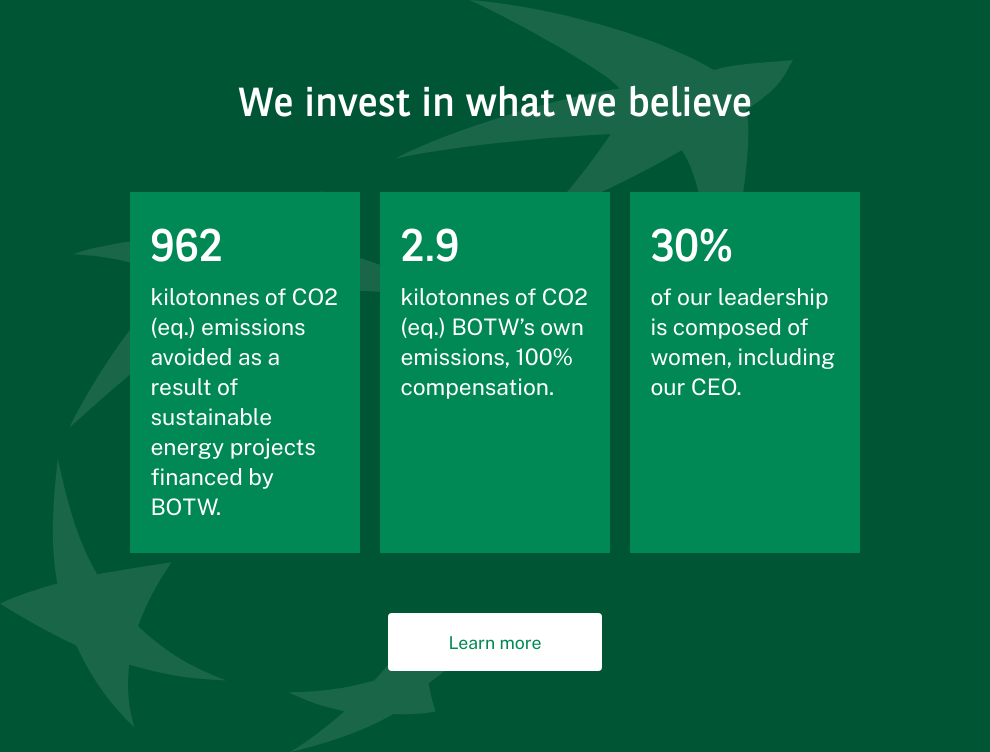 We invest in what we believe
962
kilotonnes of CO2
(eq.) emissions
avoided as a
result of
sustainable
energy projects
financed by
BOTW.
2.9
kilotonnes of CO2
(eq.) BOTW’s own
emissions, 100%
compensation.
30%
of our leadership
is composed of
women, including
our CEO.
Learn more